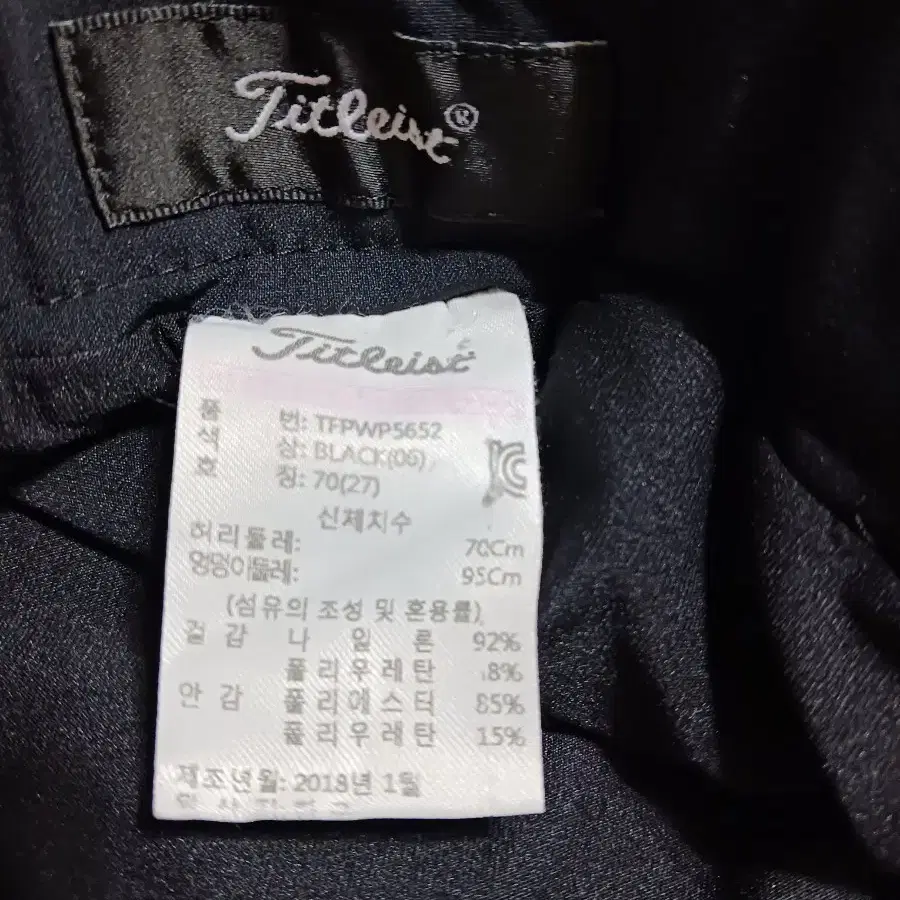 Titleist®
Titleist
품 번: TFPWP5652
색 상: BLACK(06)
호 칭: 70(27)
신체치수
허리둘레: 70Cm
엉덩이둘레: 95Cm
(섬유의 조성 및 혼용률)
겉 감 나 일 론 92%
폴 리 우 레 탄 8%
안 감 폴 리 에 스 터 85%
폴 리 우 레 탄 15%
제조년월: 2018년 1월